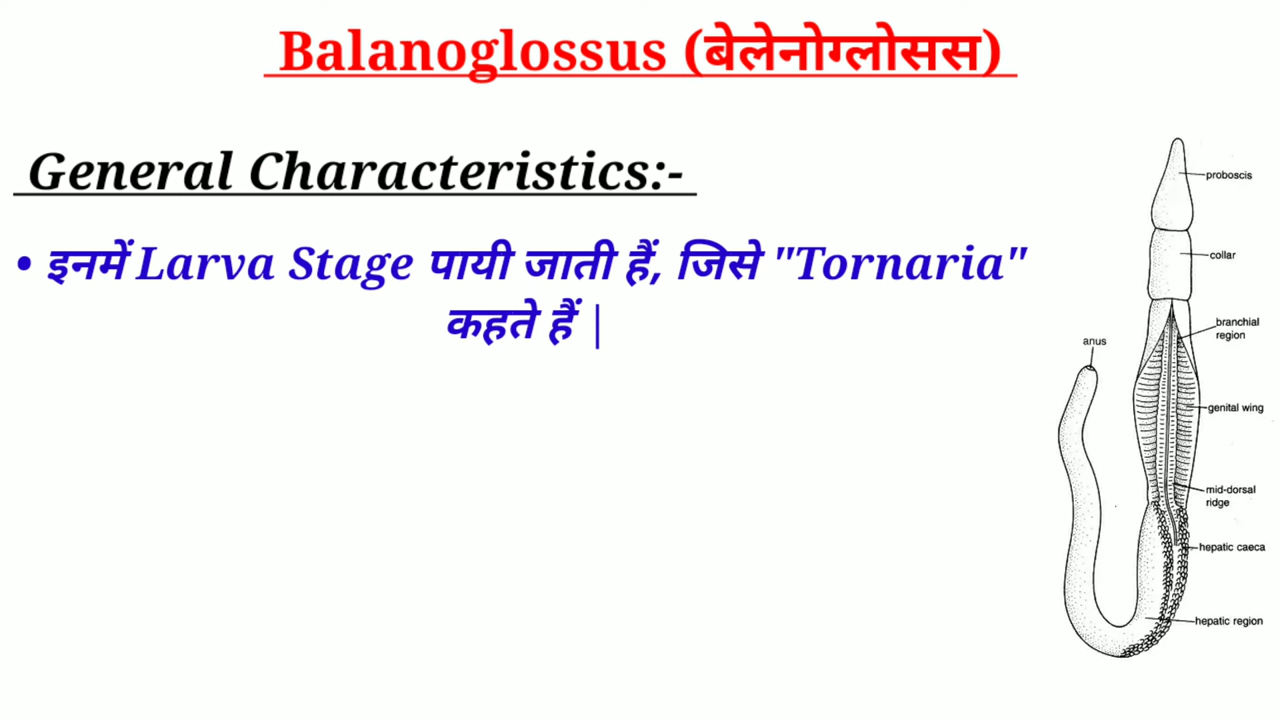 Balanoglossus (बेलेनोग्लोसस)
General Characteristics:-
• इनमें Larva Stage पायी जाती हैं, जिसे "Tornaria"
कहते हैं |
proboscis
collar
branchial
region
anus
genital wing
mid-dorsal
ridge
hepatic caeca
hepatic region